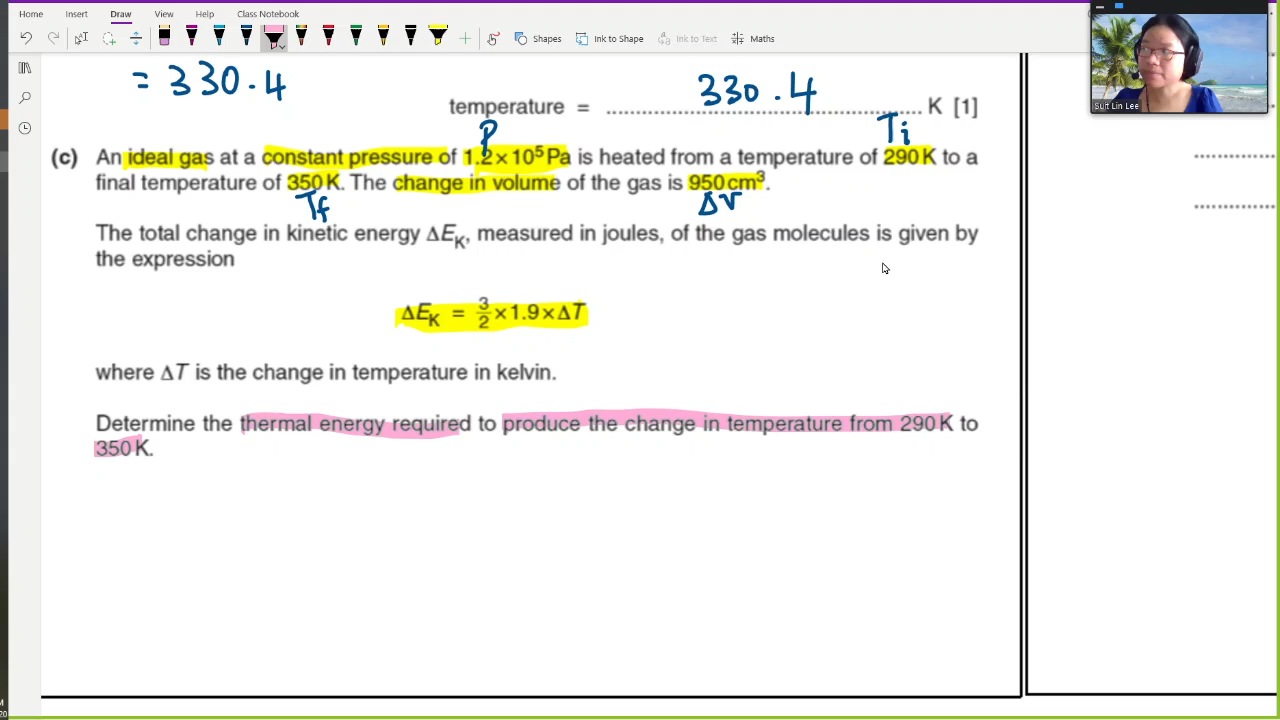 Home Insert Draw View Help Class Notebook
Shapes Ink to Shape Ink to Text Maths
= 330.4
330.4
temperature = .......................................................... K [1]
P
Ti
(c) An ideal gas at a constant pressure of 1.2 × 10⁵ Pa is heated from a temperature of 290 K to a
final temperature of 350 K. The change in volume of the gas is 950 cm³.
Tf
ΔV
The total change in kinetic energy ΔEK, measured in joules, of the gas molecules is given by
the expression
ΔEK = 3/2 × 1.9 × ΔT
where ΔT is the change in temperature in kelvin.
Determine the thermal energy required to produce the change in temperature from 290 K to
350 K.
Suit Lin Lee